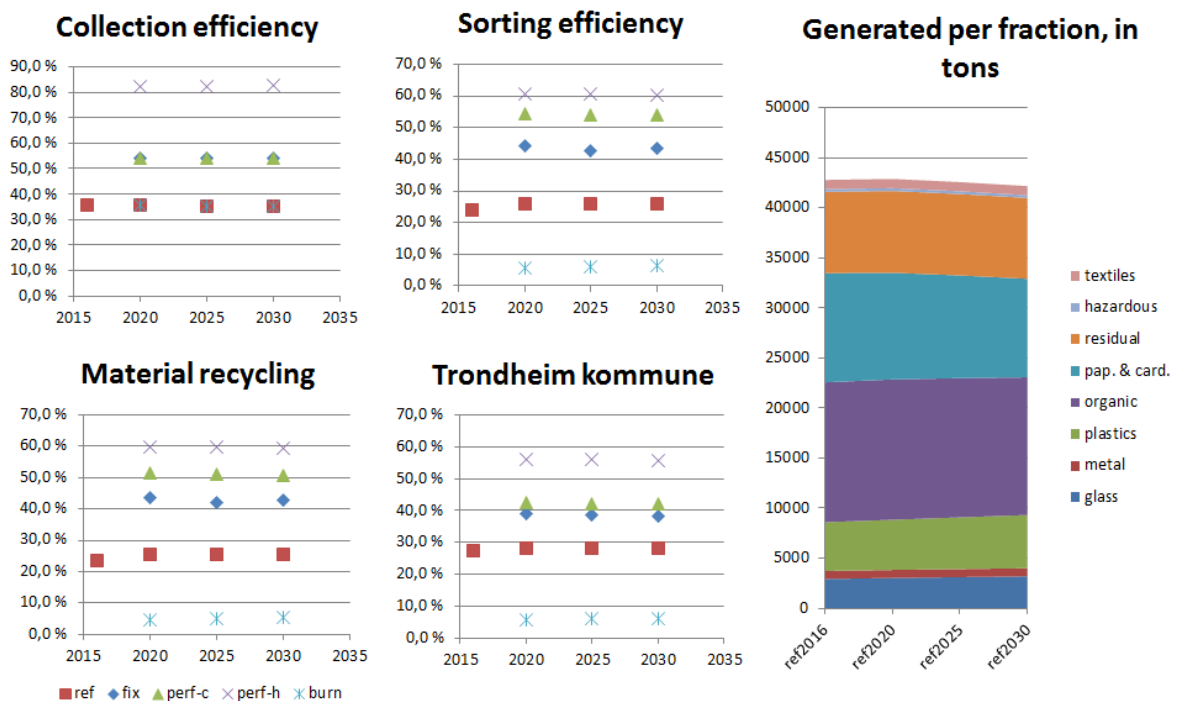 Collection efficiency
90,0 %
80,0 %
70,0 %
60,0 %
50,0 %
40,0 %
30,0 %
20,0 %
10,0 %
0,0 %
2015 2020 2025 2030 2035
Sorting efficiency
70,0 %
60,0 %
50,0 %
40,0 %
30,0 %
20,0 %
10,0 %
0,0 %
2015 2020 2025 2030 2035
Material recycling
70,0 %
60,0 %
50,0 %
40,0 %
30,0 %
20,0 %
10,0 %
0,0 %
2015 2020 2025 2030 2035
ref fix perf-c perf-h burn
Trondheim kommune
70,0 %
60,0 %
50,0 %
40,0 %
30,0 %
20,0 %
10,0 %
0,0 %
2015 2020 2025 2030 2035
Generated per fraction, in
tons
50000
45000
40000
35000
30000
25000
20000
15000
10000
5000
0
ref2016 ref2020 ref2025 ref2030
textiles
hazardous
residual
pap. & card.
organic
plastics
metal
glass